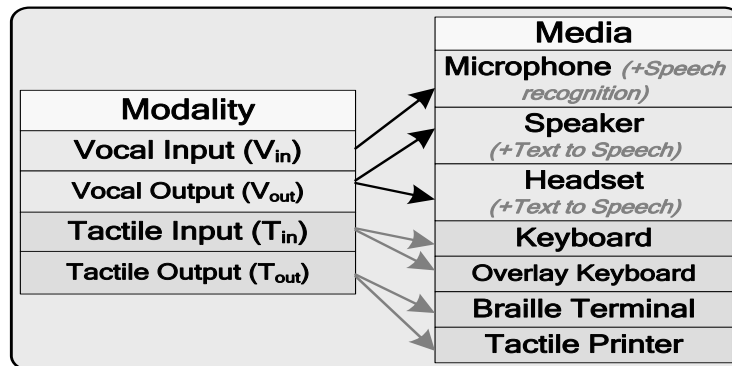 Modality
Vocal Input (Vin)
Vocal Output (Vout)
Tactile Input (Tin)
Tactile Output (Tout)
Media
Microphone (+Speech
recognition)
Speaker
(+Text to Speech)
Headset
(+Text to Speech)
Keyboard
Overlay Keyboard
Braille Terminal
Tactile Printer